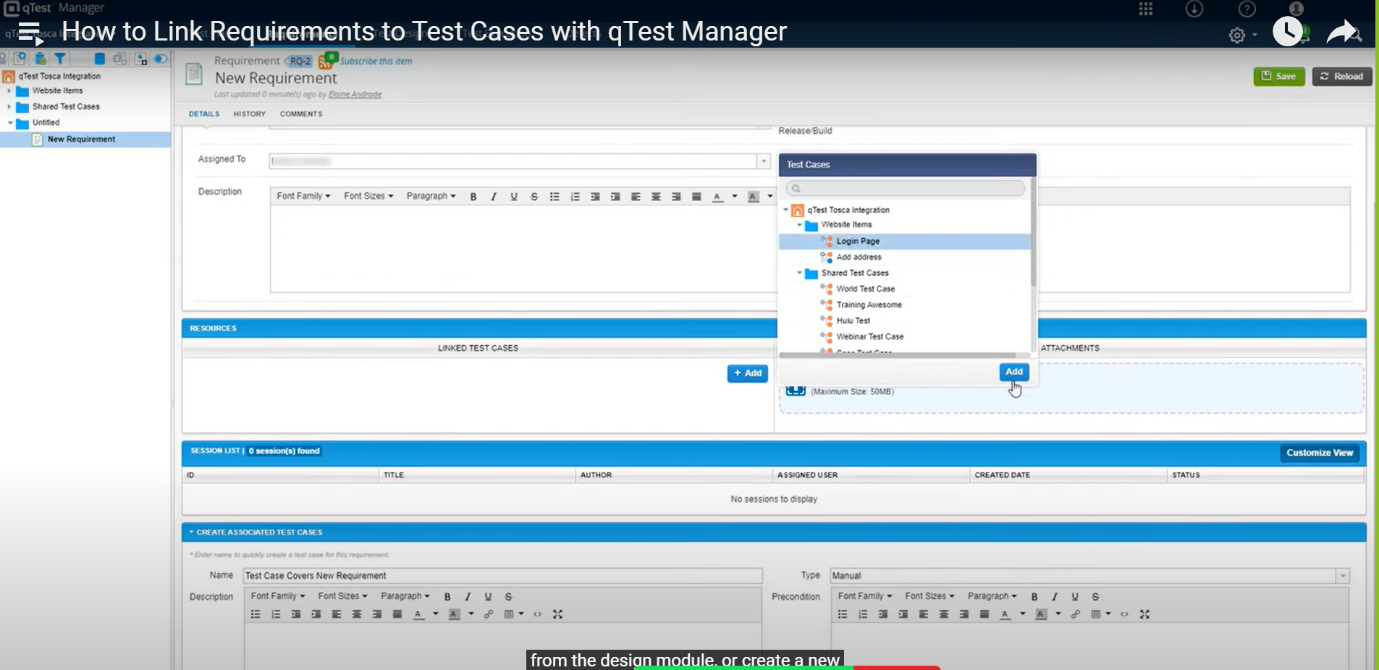 qTest Manager
How to Link Requirements to Test Cases with qTest Manager
qTest Tosca Integration
Website Items
Shared Test Cases
Untitled
New Requirement
Requirement RQ-2 Subscribe this item
New Requirement
Last updated 0 minute(s) ago by Elaine Andrade
Save Reload
DETAILS HISTORY COMMENTS
Release/Build
Assigned To
Description
Font Family Font Sizes Paragraph B I U S A A
Test Cases
qTest Tosca Integration
Website Items
Login Page
Add address
Shared Test Cases
World Test Case
Training Awesome
Hulu Test
Webinar Test Case
Add
RESOURCES
LINKED TEST CASES ATTACHMENTS
+ Add
(Maximum Size: 50MB)
SESSION LIST | 0 session(s) found Customize View
ID TITLE AUTHOR ASSIGNED USER CREATED DATE STATUS
No sessions to display
CREATE ASSOCIATED TEST CASES
* Enter name to quickly create a test case for this requirement.
Name Test Case Covers New Requirement Type Manual
Description Font Family Font Sizes Paragraph B I U S
A A
Precondition Font Family Font Sizes Paragraph B I U S
A A
from the design module, or create a new